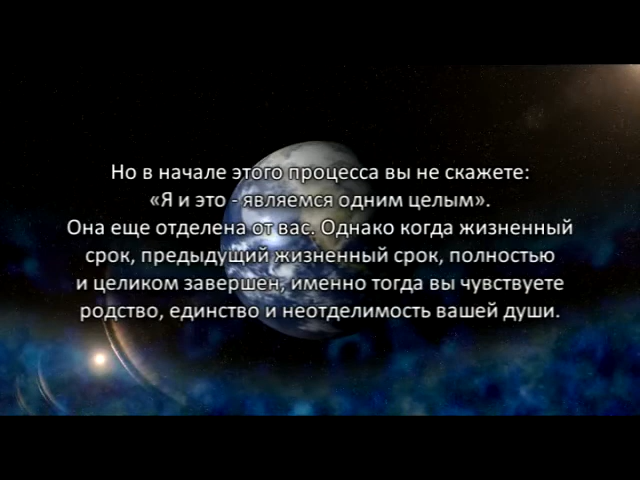 Но в начале этого процесса вы не скажете:
«Я и это - являемся одним целым».
Она еще отделена от вас. Однако когда жизненный
срок, предыдущий жизненный срок, полностью
и целиком завершен, именно тогда вы чувствуете
родство, единство и неотделимость вашей души.